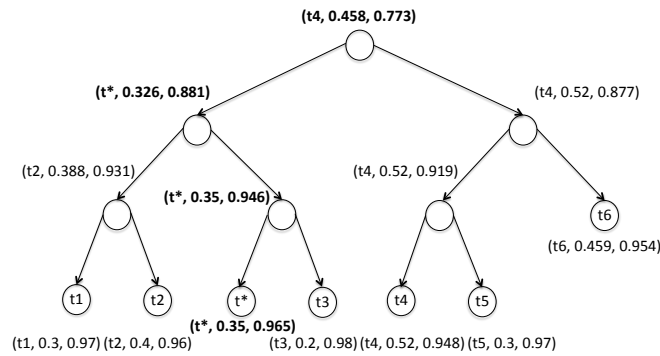 (t4, 0.458, 0.773)
(t*, 0.326, 0.881)
(t4, 0.52, 0.877)
(t2, 0.388, 0.931)
(t*, 0.35, 0.946)
(t4, 0.52, 0.919)
t6
(t6, 0.459, 0.954)
t1 t2 t* t3 t4 t5
(t1, 0.3, 0.97) (t2, 0.4, 0.96) (t*, 0.35, 0.965) (t3, 0.2, 0.98) (t4, 0.52, 0.948) (t5, 0.3, 0.97)